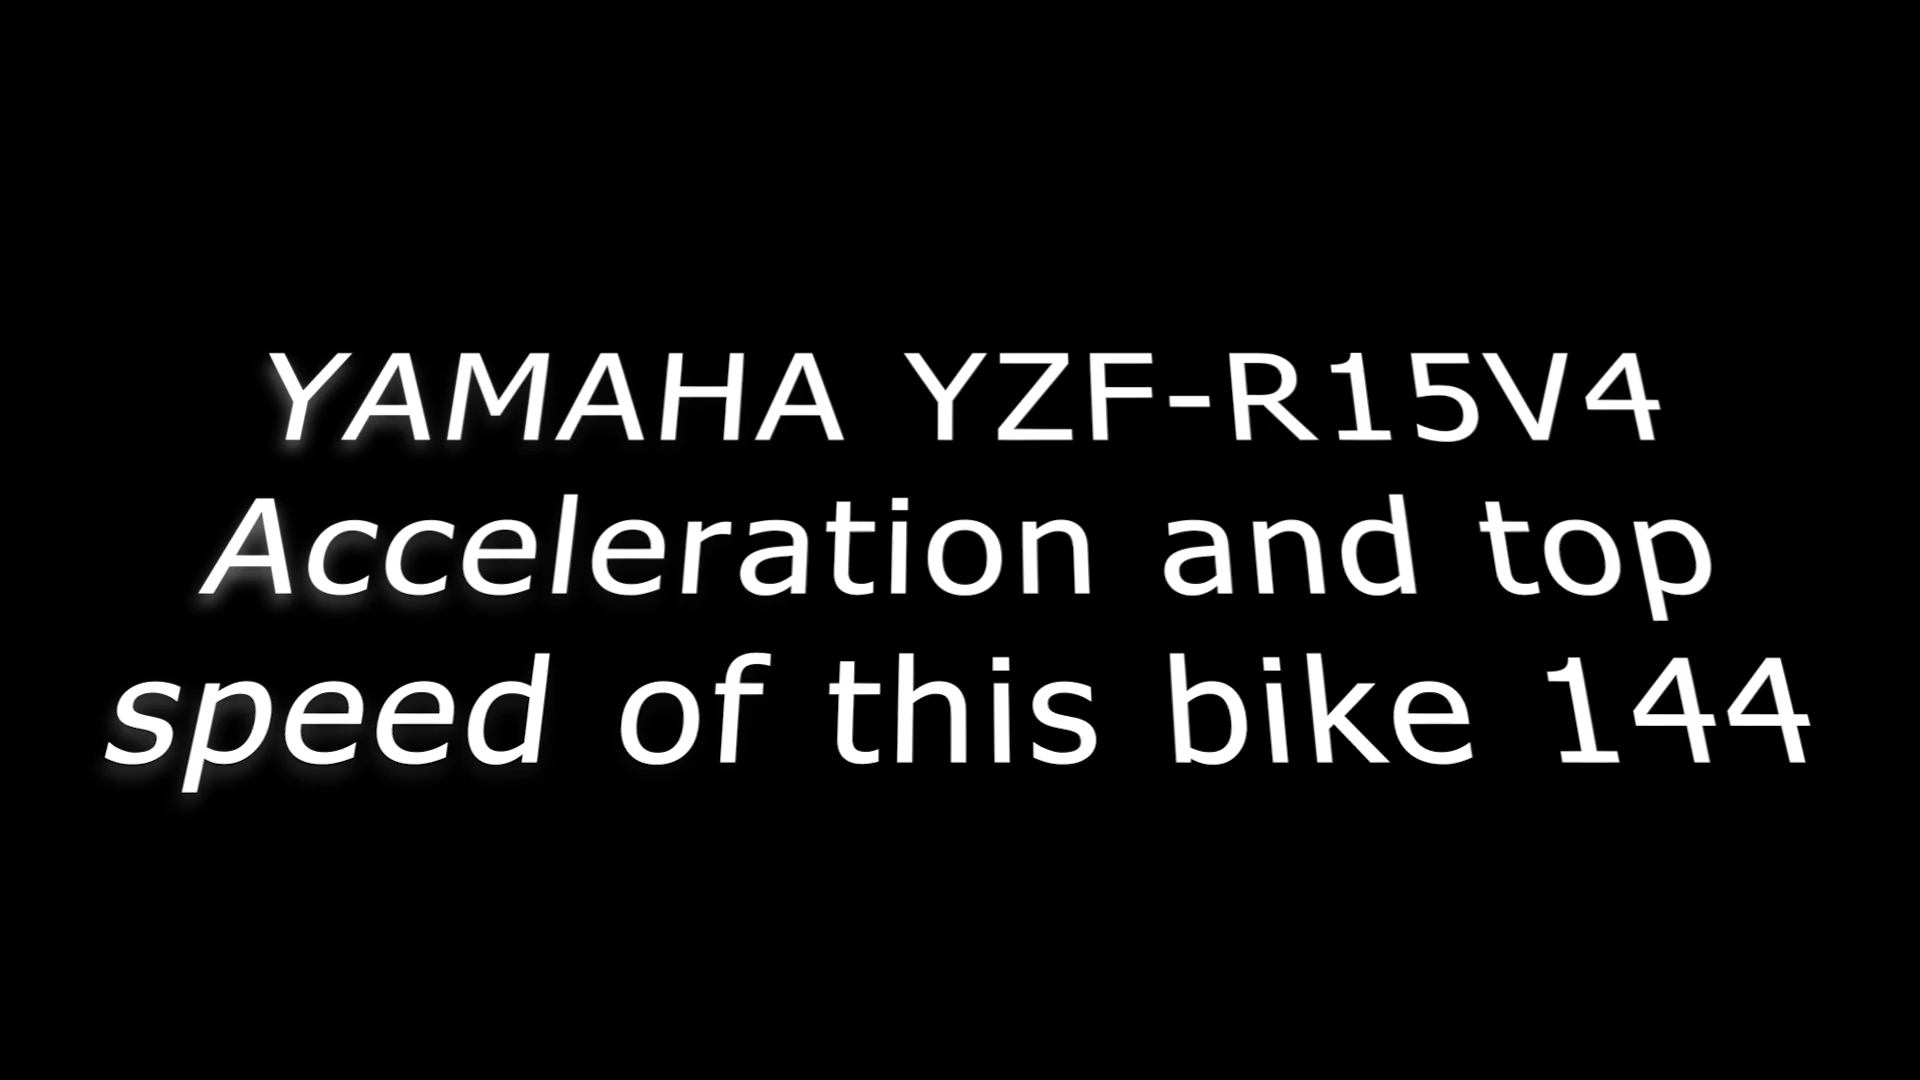 YAMAHA YZF-R15V4
Acceleration and top
speed of this bike 144